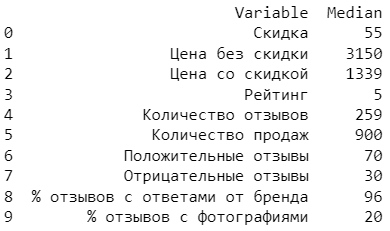 Variable Median
0 Скидка 55
1 Цена без скидки 3150
2 Цена со скидкой 1339
3 Рейтинг 5
4 Количество отзывов 259
5 Количество продаж 900
6 Положительные отзывы 70
7 Отрицательные отзывы 30
8 % отзывов с ответами от бренда 96
9 % отзывов с фотографиями 20